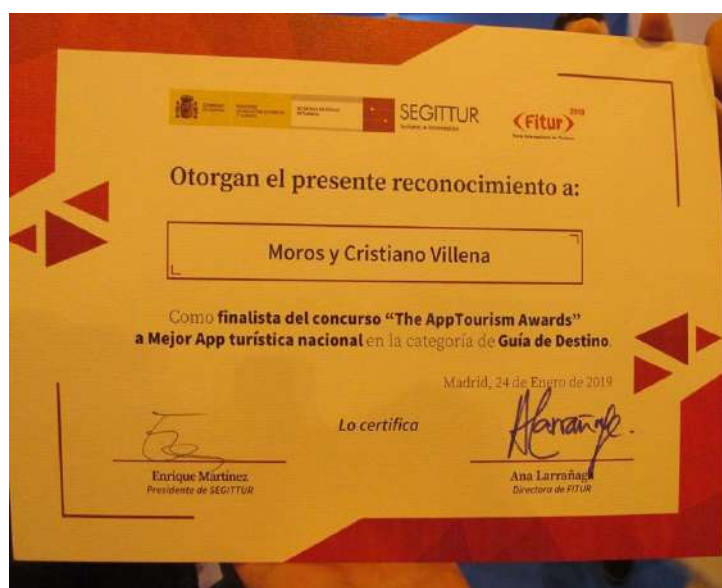 SEGITTUR
Fitur 2019
Otorgan el presente reconocimiento a:
Moros y Cristiano Villena
Como finalista del concurso “The AppTourism Awards”
a Mejor App turística nacional en la categoría de Guía de Destino.
Madrid, 24 de Enero de 2019
Lo certifica
Enrique Martínez
Presidente de SEGITTUR
Ana Larrañaga
Directora de FITUR